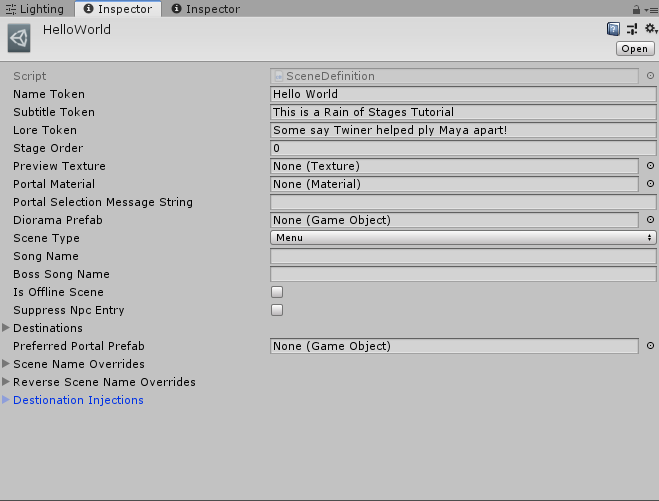 Lighting Inspector Inspector
HelloWorld
Open
Script SceneDefinition
Name Token Hello World
Subtitle Token This is a Rain of Stages Tutorial
Lore Token Some say Twiner helped ply Maya apart!
Stage Order 0
Preview Texture None (Texture)
Portal Material None (Material)
Portal Selection Message String
Diorama Prefab None (Game Object)
Scene Type Menu
Song Name
Boss Song Name
Is Offline Scene
Suppress Npc Entry
Destinations
Preferred Portal Prefab None (Game Object)
Scene Name Overrides
Reverse Scene Name Overrides
Destionation Injections